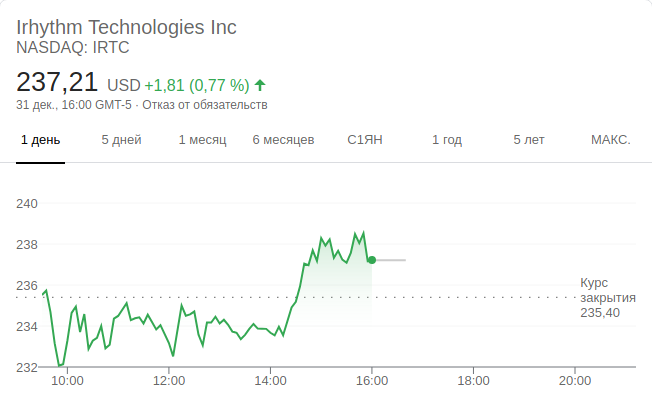 Irhythm Technologies Inc
NASDAQ: IRTC
237,21 USD +1,81 (0,77 %)
31 дек., 16:00 GMT-5 · Отказ от обязательств
1 день 5 дней 1 месяц 6 месяцев С1ЯН 1 год 5 лет МАКС.
240
238
236
234
232
Курс
закрытия
235,40
10:00 12:00 14:00 16:00 18:00 20:00